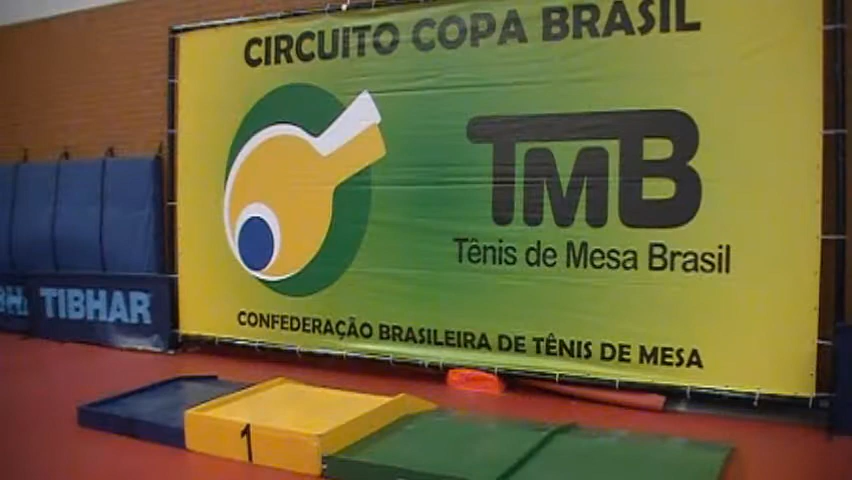 CIRCUITO COPA BRASIL
TMB
Tênis de Mesa Brasil
CONFEDERAÇÃO BRASILEIRA DE TÊNIS DE MESA
TIBHAR
1